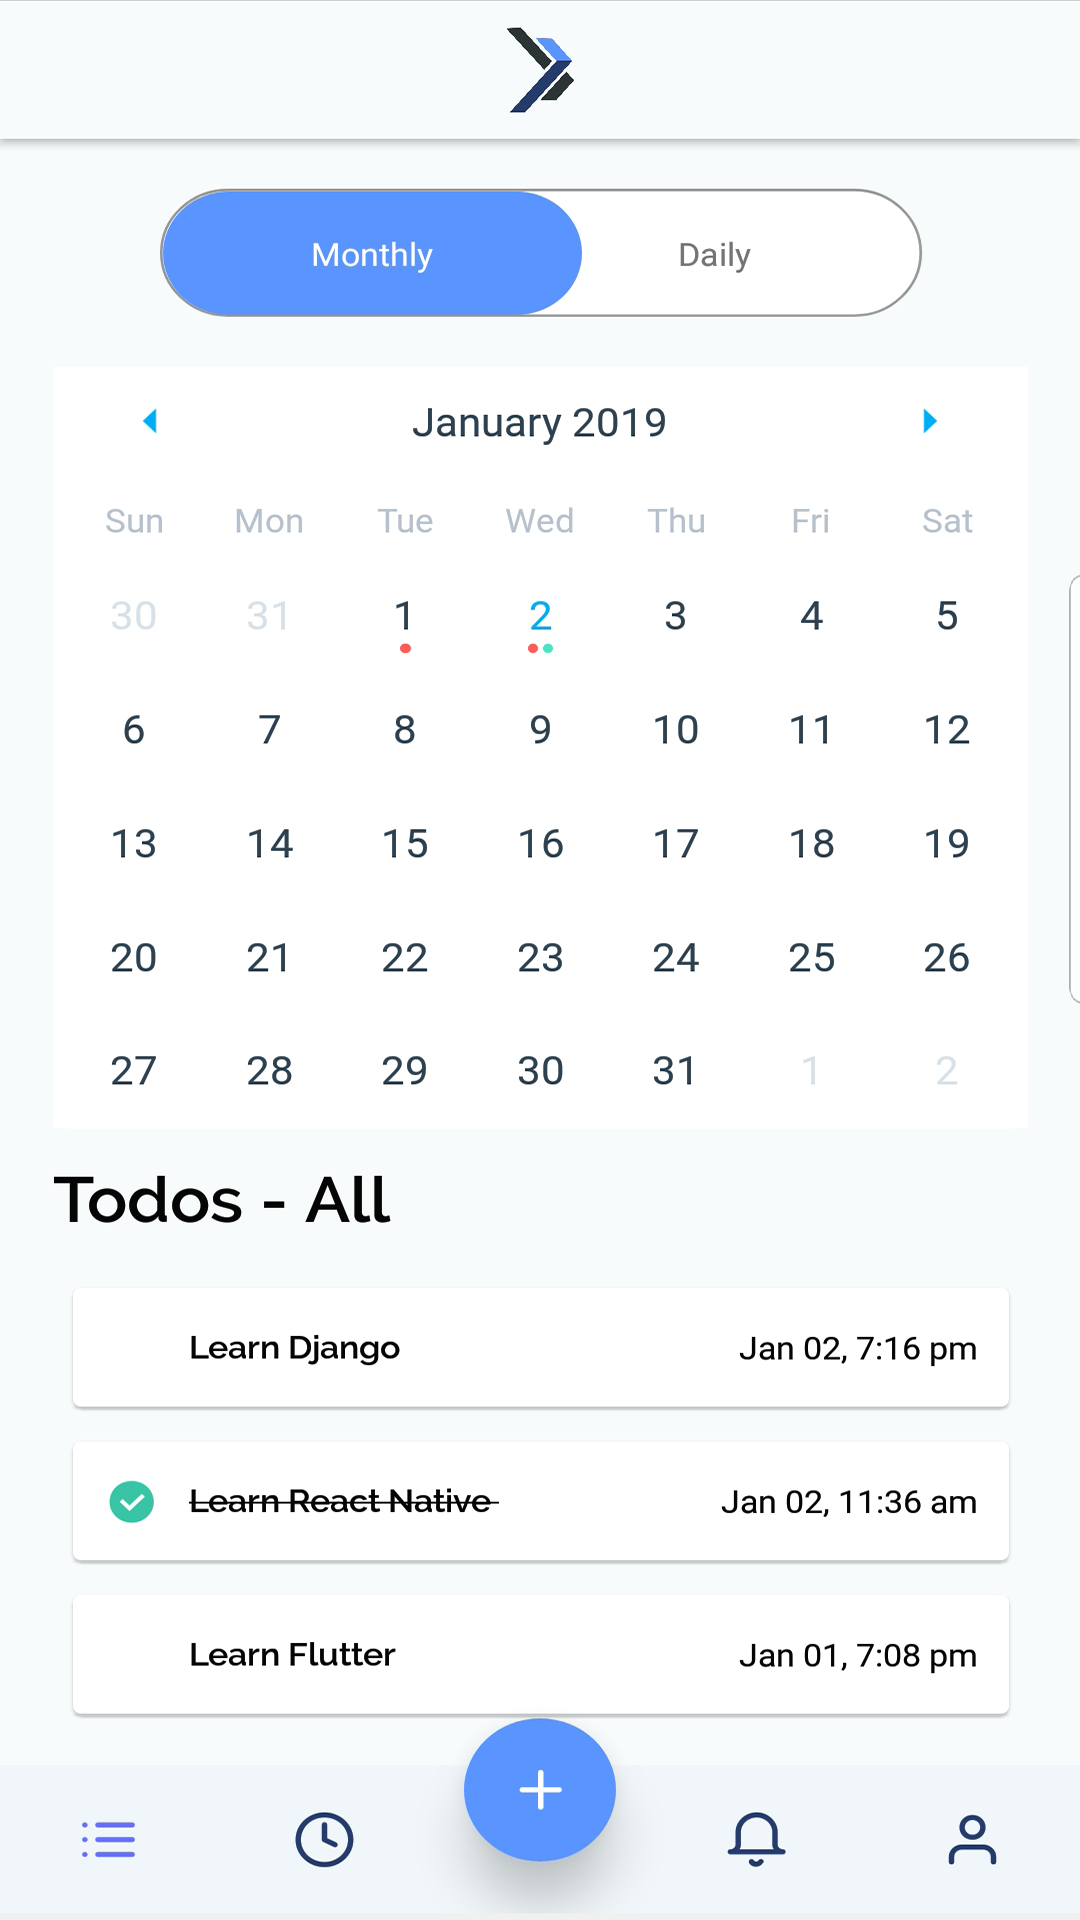 Monthly Daily
January 2019
Sun Mon Tue Wed Thu Fri Sat
30 31 1 2 3 4 5
6 7 8 9 10 11 12
13 14 15 16 17 18 19
20 21 22 23 24 25 26
27 28 29 30 31 1 2
Todos - All
Learn Django Jan 02, 7:16 pm
Learn React Native Jan 02, 11:36 am
Learn Flutter Jan 01, 7:08 pm